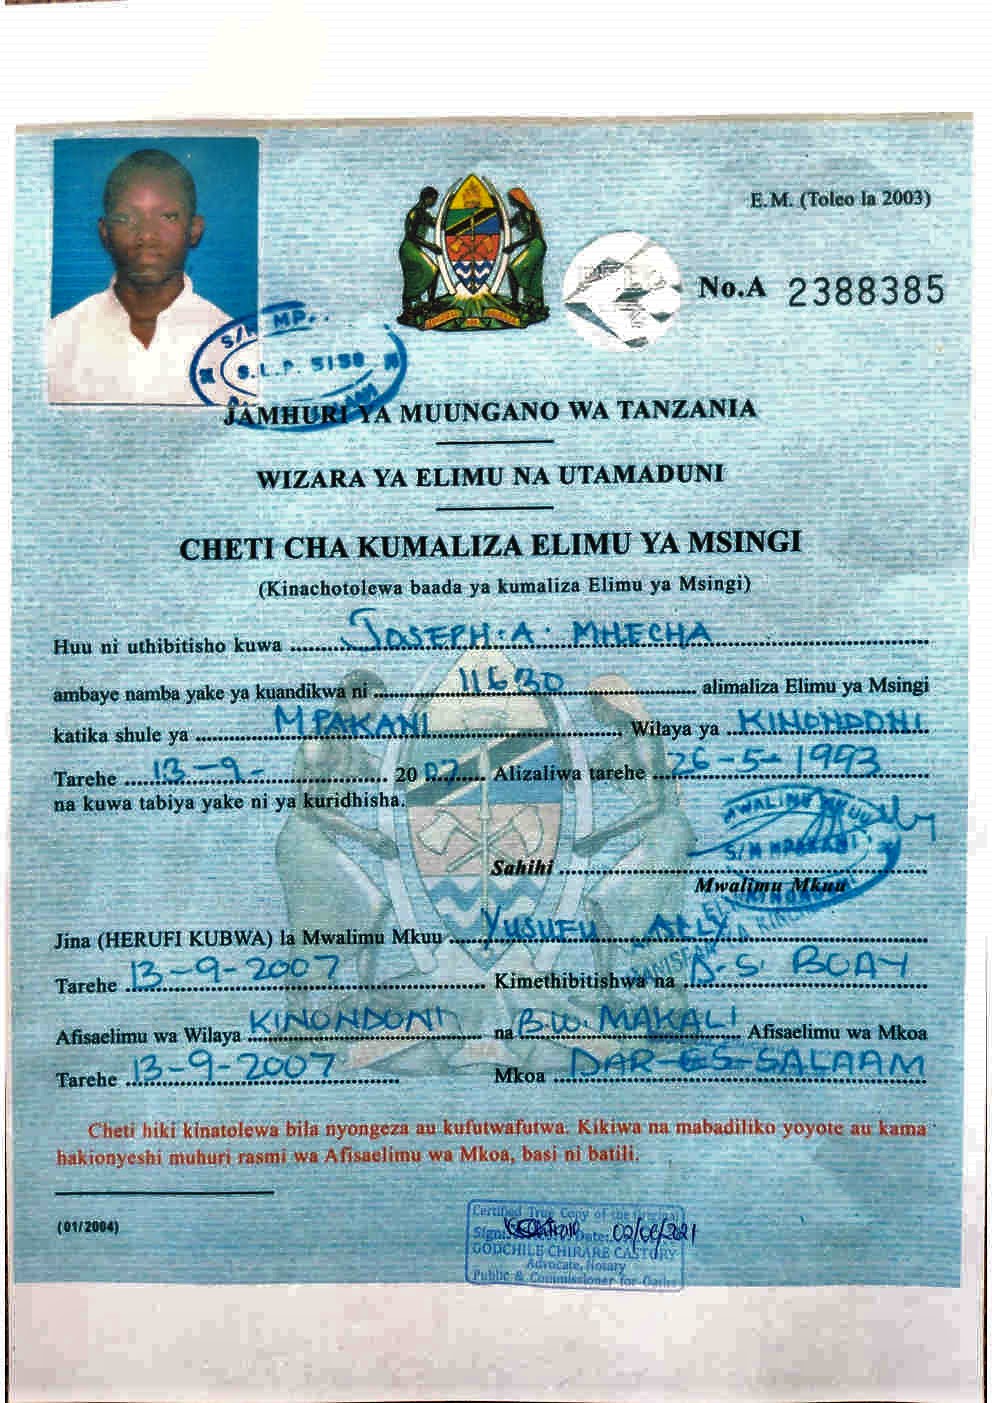 E.M. (Toleo la 2003)
No.A 2388385
S/M MP..
S.L.P. 5150
JAMHURI YA MUUNGANO WA TANZANIA
WIZARA YA ELIMU NA UTAMADUNI
CHETI CHA KUMALIZA ELIMU YA MSINGI
(Kinachotolewa baada ya kumaliza Elimu ya Msingi)
Huu ni uthibitisho kuwa JOSEPH. A. MHECHA
ambaye namba yake ya kuandikwa ni 11630 alimaliza Elimu ya Msingi
katika shule ya MPAKANI Wilaya ya KINONDONI
Tarehe 13-9- 2007 Alizaliwa tarehe 26-5-1993
na kuwa tabiya yake ni ya kuridhisha.
MWALIMU MKUU
S/M MPAKANI
Sahihi
Mwalimu Mkuu
Jina (HERUFI KUBWA) la Mwalimu Mkuu YUSUFU ALLY
Tarehe 13-9-2007 Kimethibitishwa na D.S. BOAY
Afisaelimu wa Wilaya KINONDONI na B.W. MAKALI Afisaelimu wa Mkoa
Tarehe 13-9-2007 Mkoa DAR-ES-SALAAM
Cheti hiki kinatolewa bila nyongeza au kufutwafutwa. Kikiwa na mabadiliko yoyote au kama
hakionyeshi muhuri rasmi wa Afisaelimu wa Mkoa, basi ni batili.
(01/2004)
Certified True Copy of the Original
Sign: Date: 02/06/2021
GODCHILE CHIRARE CASTORY
Advocate, Notary
Public & Commissioner for Oaths